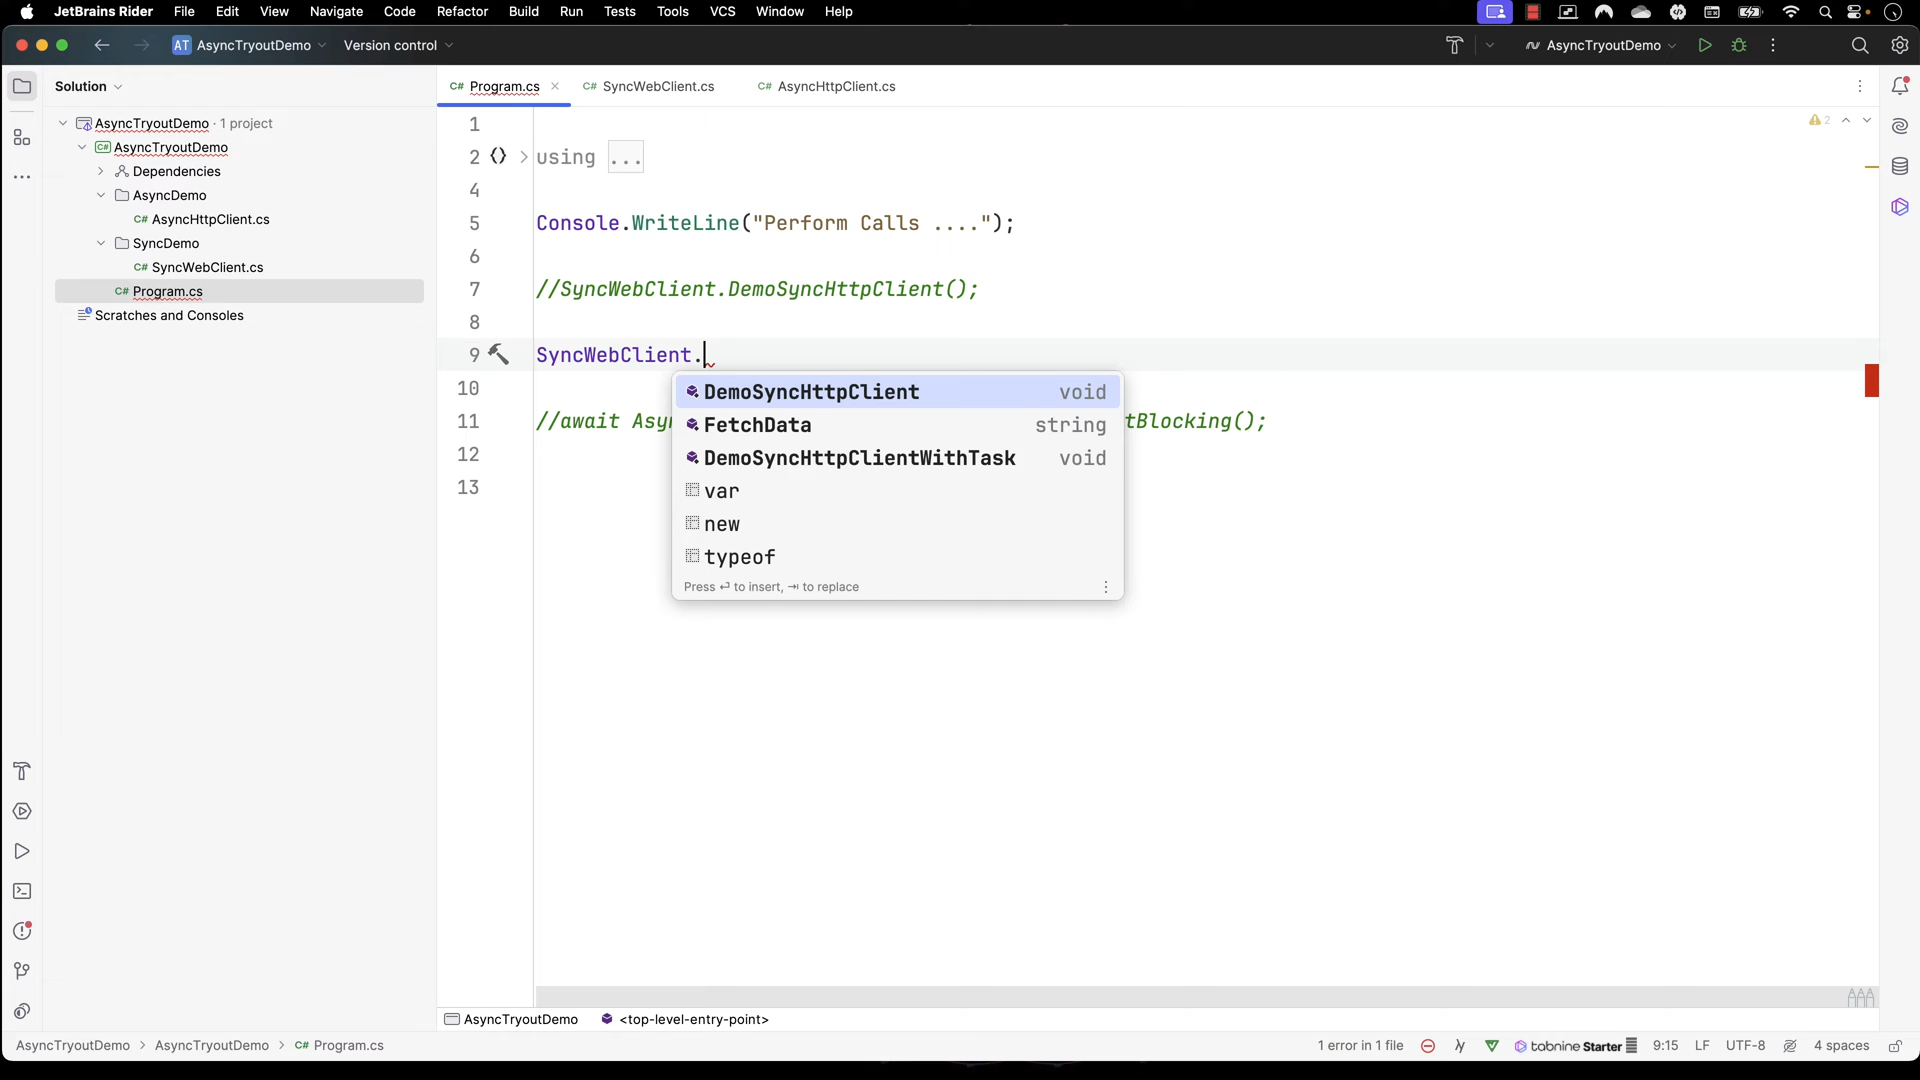 JetBrains Rider File Edit View Navigate Code Refactor Build Run Tests Tools VCS Window Help
AT AsyncTryoutDemo Version control AsyncTryoutDemo
Solution
C# Program.cs C# SyncWebClient.cs C# AsyncHttpClient.cs
AsyncTryoutDemo · 1 project
C# AsyncTryoutDemo
Dependencies
AsyncDemo
C# AsyncHttpClient.cs
SyncDemo
C# SyncWebClient.cs
C# Program.cs
Scratches and Consoles
1
2 using ...
4
5 Console.WriteLine("Perform Calls ....");
6
7 //SyncWebClient.DemoSyncHttpClient();
8
9 SyncWebClient.
10
11 //await Asyn tBlocking();
12
13
2
DemoSyncHttpClient void
FetchData string
DemoSyncHttpClientWithTask void
var
new
typeof
Press ↵ to insert, ⇥ to replace
AsyncTryoutDemo <top-level-entry-point>
AsyncTryoutDemo > AsyncTryoutDemo > C# Program.cs 1 error in 1 file tabnine Starter 9:15 LF UTF-8 4 spaces